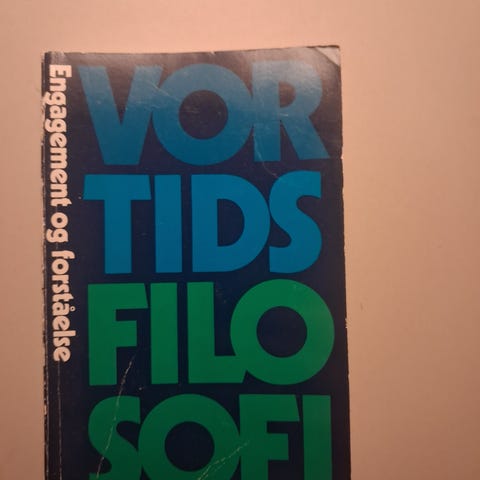 VOR
TIDS
FILO
SOFI
Engagement og forståelse